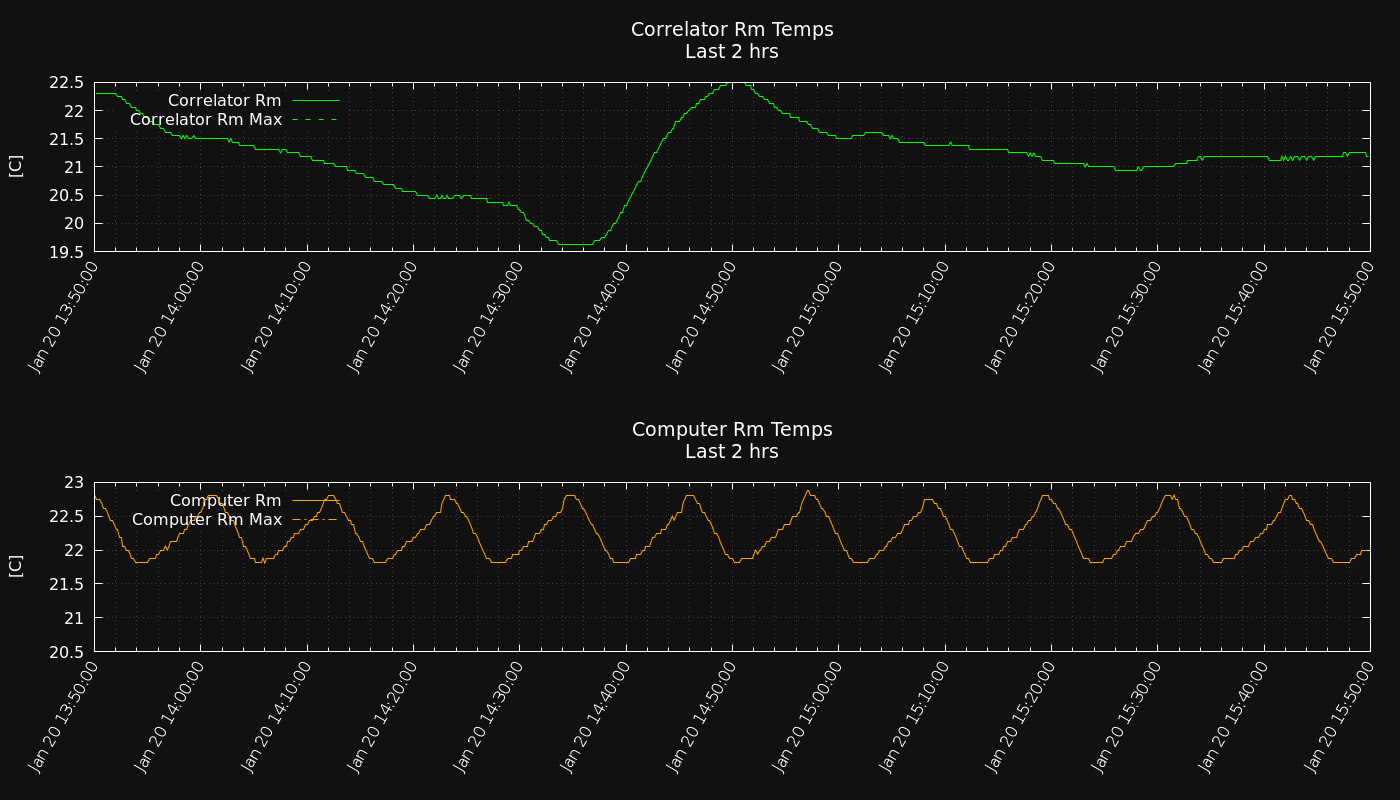 Correlator Rm Temps
Last 2 hrs
22.5
22
21.5
21
20.5
20
19.5
[C]
Correlator Rm
Correlator Rm Max
Jan 20 13:50:00
Jan 20 14:00:00
Jan 20 14:10:00
Jan 20 14:20:00
Jan 20 14:30:00
Jan 20 14:40:00
Jan 20 14:50:00
Jan 20 15:00:00
Jan 20 15:10:00
Jan 20 15:20:00
Jan 20 15:30:00
Jan 20 15:40:00
Jan 20 15:50:00
Computer Rm Temps
Last 2 hrs
23
22.5
22
21.5
21
20.5
[C]
Computer Rm
Computer Rm Max
Jan 20 13:50:00
Jan 20 14:00:00
Jan 20 14:10:00
Jan 20 14:20:00
Jan 20 14:30:00
Jan 20 14:40:00
Jan 20 14:50:00
Jan 20 15:00:00
Jan 20 15:10:00
Jan 20 15:20:00
Jan 20 15:30:00
Jan 20 15:40:00
Jan 20 15:50:00